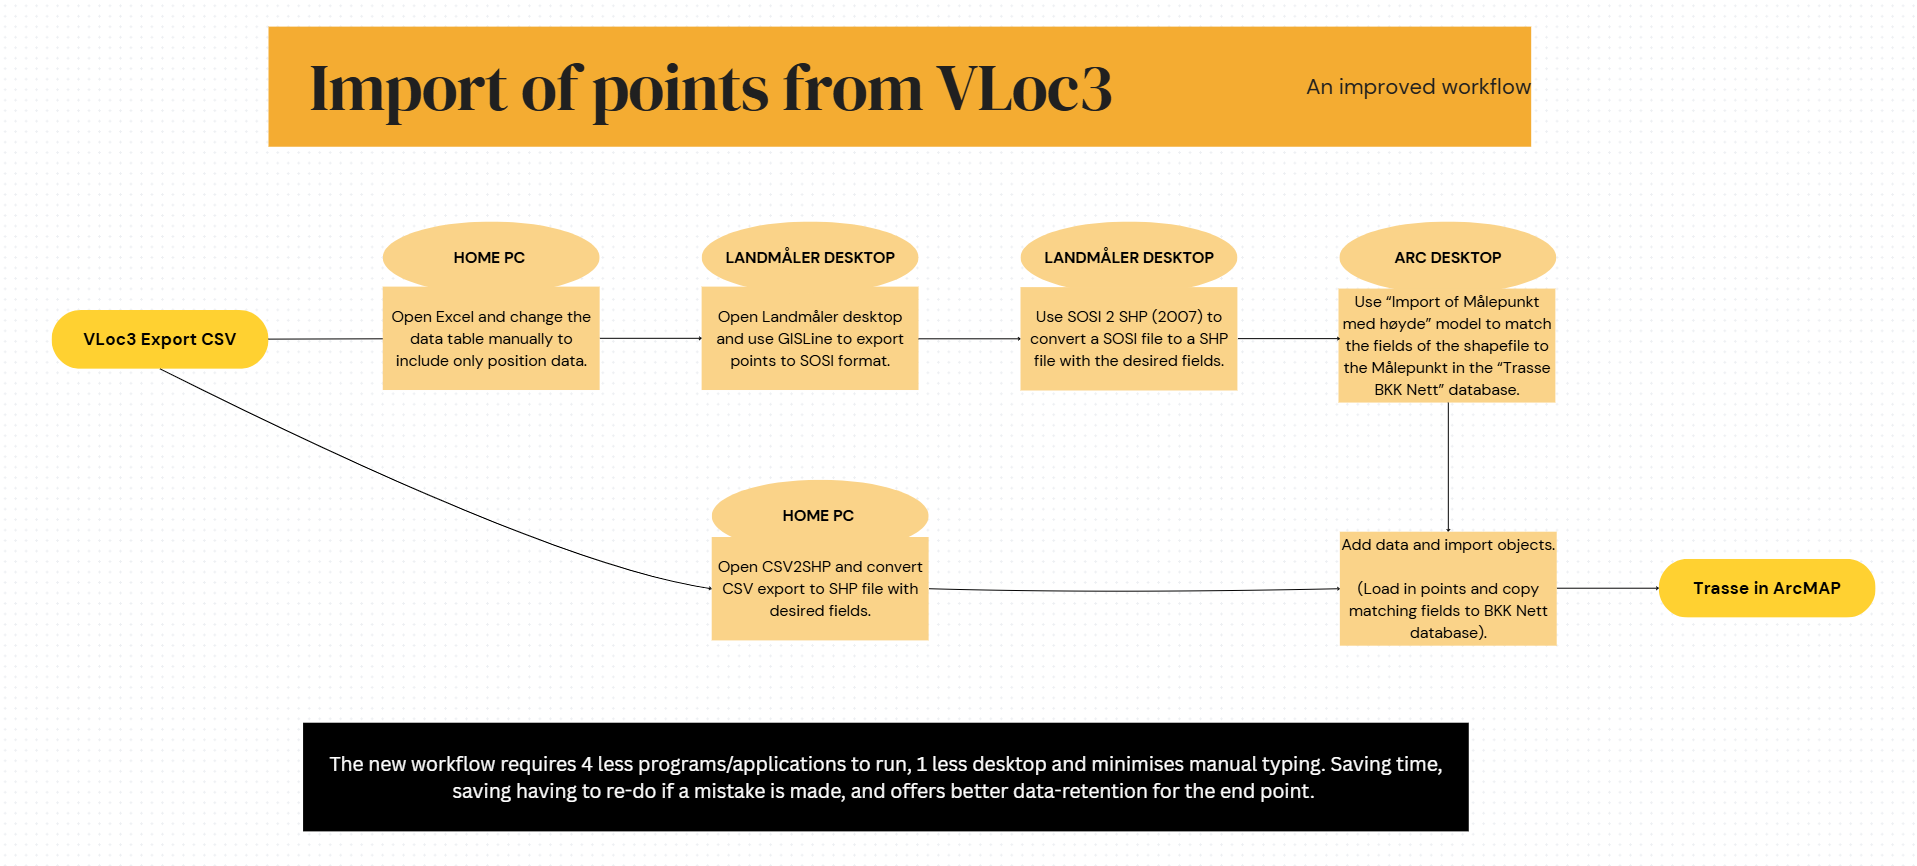 Import of points from VLoc3
An improved workflow
HOME PC
LANDMÅLER DESKTOP
LANDMÅLER DESKTOP
ARC DESKTOP
VLoc3 Export CSV
Open Excel and change the
data table manually to
include only position data.
Open Landmåler desktop
and use GISLine to export
points to SOSI format.
Use SOSI 2 SHP (2007) to
convert a SOSI file to a SHP
file with the desired fields.
Use “Import of Målepunkt
med høyde” model to match
the fields of the shapefile to
the Målepunkt in the “Trasse
BKK Nett” database.
HOME PC
Open CSV2SHP and convert
CSV export to SHP file with
desired fields.
Add data and import objects.
(Load in points and copy
matching fields to BKK Nett
database).
Trasse in ArcMAP
The new workflow requires 4 less programs/applications to run, 1 less desktop and minimises manual typing. Saving time,
saving having to re-do if a mistake is made, and offers better data-retention for the end point.